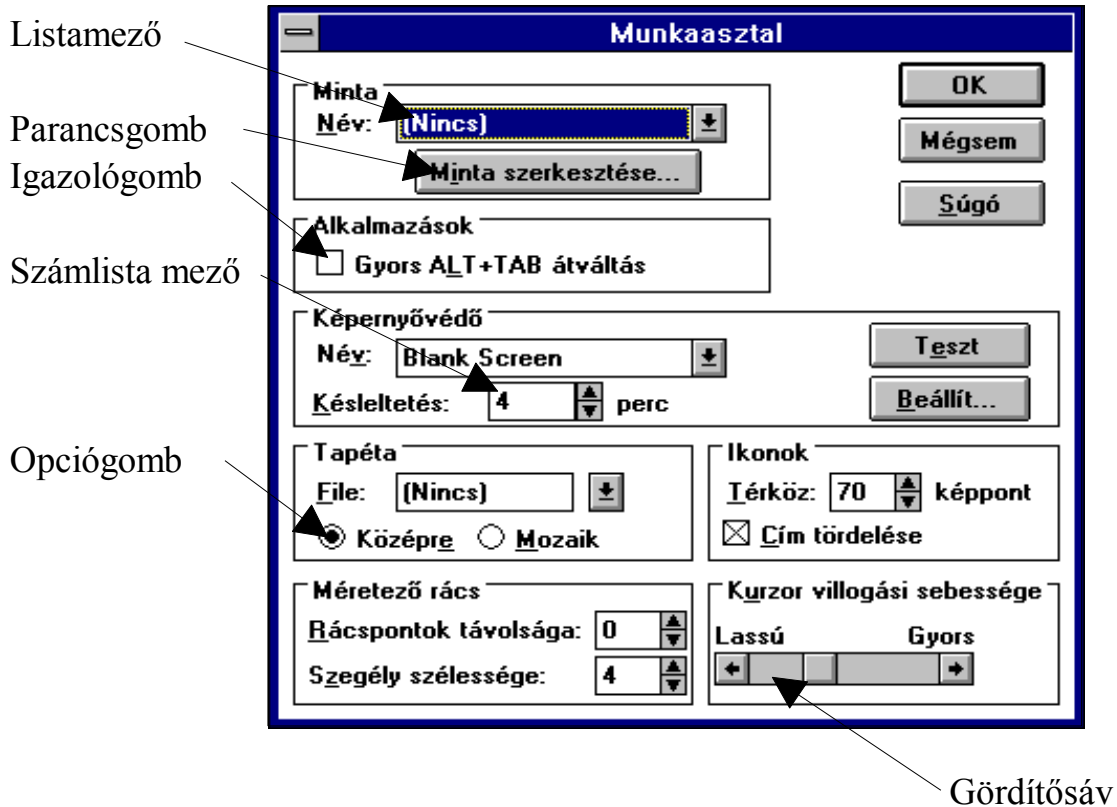 Listamező
Parancsgomb
Igazológomb
Számlista mező
Opciógomb
Munkaasztal
Minta
Név: (Nincs)
Minta szerkesztése...
OK
Mégsem
Súgó
Alkalmazások
Gyors ALT+TAB átváltás
Képernyővédő
Név: Blank Screen
Késleltetés: 4 perc
Teszt
Beállít...
Tapéta
File: (Nincs)
Középre Mozaik
Ikonok
Térköz: 70 képpont
Cím tördelése
Méretező rács
Rácspontok távolsága: 0
Szegély szélessége: 4
Kurzor villogási sebessége
Lassú Gyors
Gördítősáv